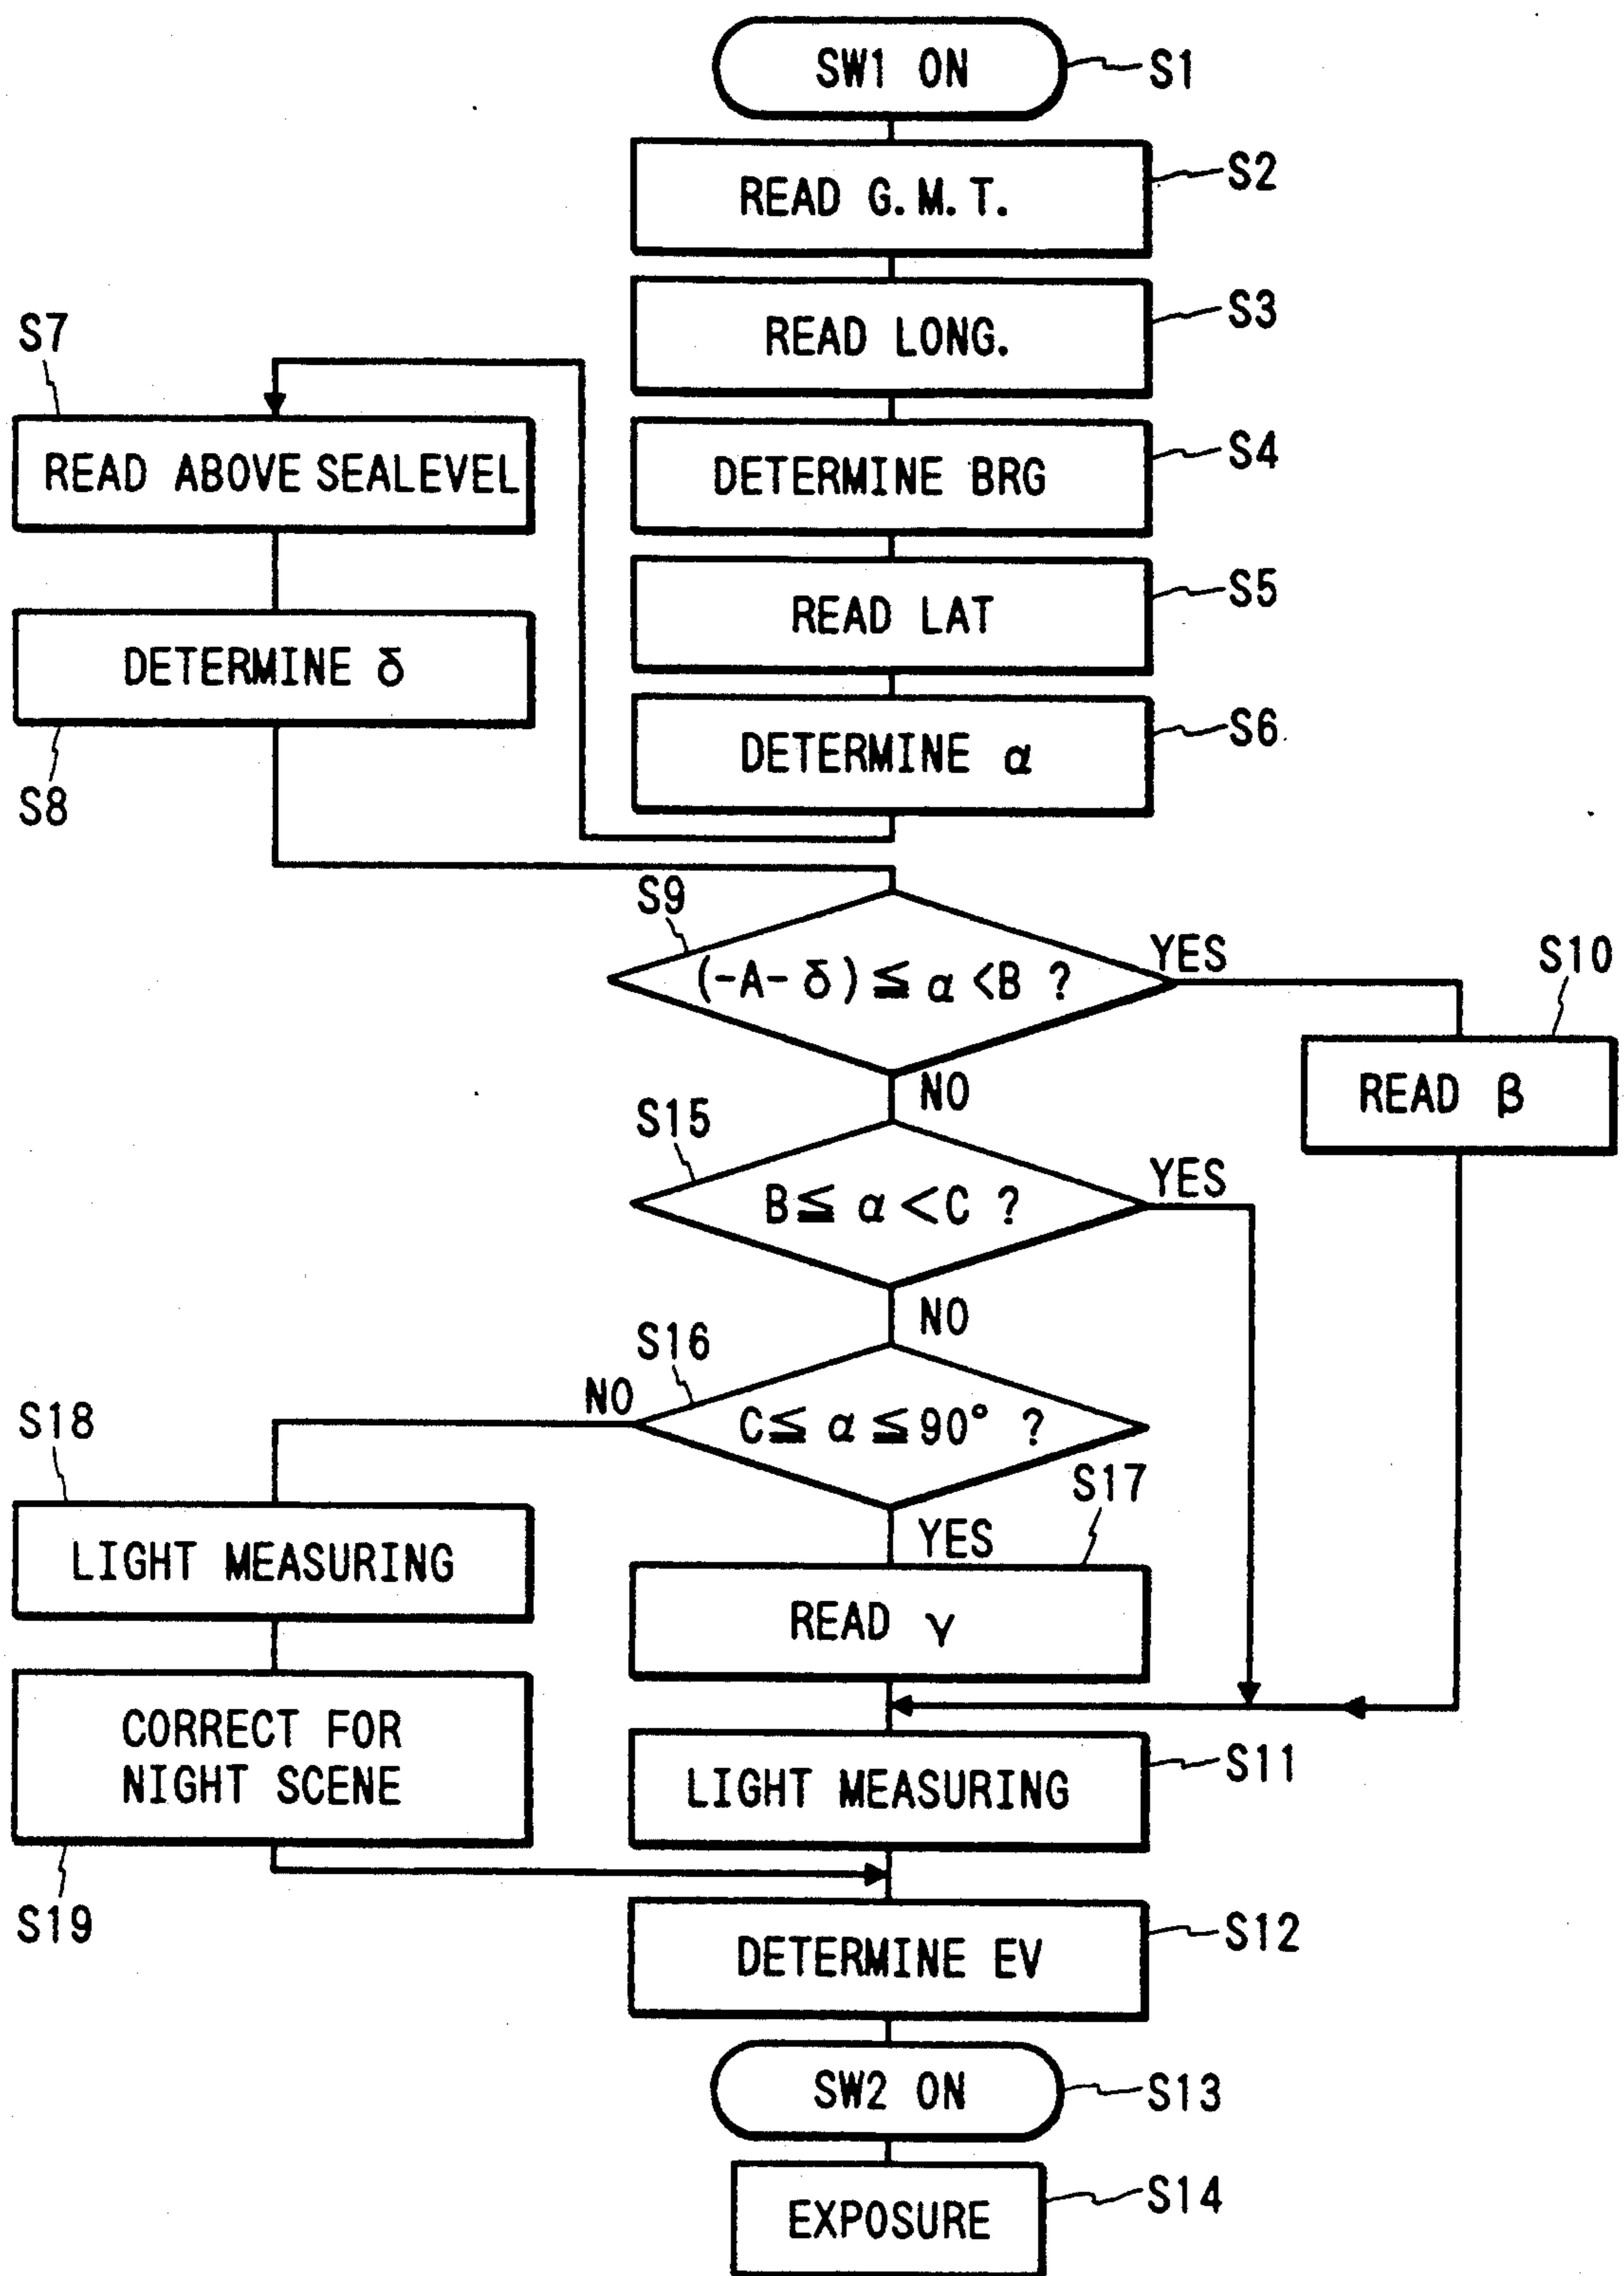 SW1 ON
S1
READ G.M.T.
S2
READ LONG.
S3
DETERMINE BRG
S4
READ LAT
S5
DETERMINE α
S6
S7
READ ABOVE SEALEVEL
DETERMINE δ
S8
S9
(-A-δ)≦α<B ?
YES
NO
S10
READ β
S15
B≦α<C ?
YES
NO
S16
C≦α≦90° ?
NO
YES
S17
READ γ
S18
LIGHT MEASURING
CORRECT FOR
NIGHT SCENE
S19
LIGHT MEASURING
S11
DETERMINE EV
S12
SW2 ON
S13
EXPOSURE
S14